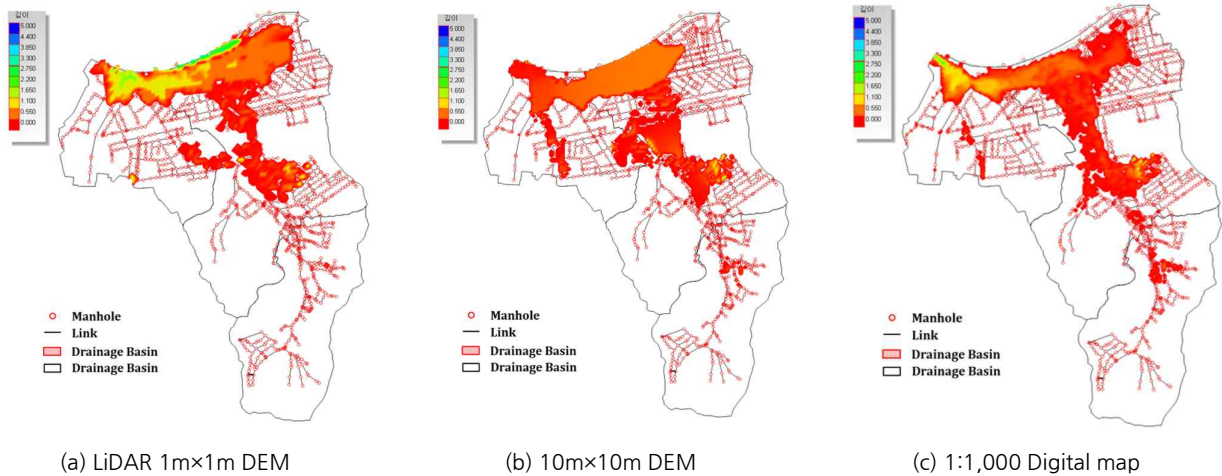 깊이
5.000
4.400
3.850
3.300
2.750
2.200
1.650
1.100
0.550
0.000
Manhole
Link
Drainage Basin
Drainage Basin
(a) LiDAR 1m×1m DEM
깊이
5.000
4.400
3.850
3.300
2.750
2.200
1.650
1.100
0.550
0.000
Manhole
Link
Drainage Basin
Drainage Basin
(b) 10m×10m DEM
깊이
5.000
4.400
3.850
3.300
2.750
2.200
1.650
1.100
0.550
0.000
Manhole
Link
Drainage Basin
Drainage Basin
(c) 1:1,000 Digital map